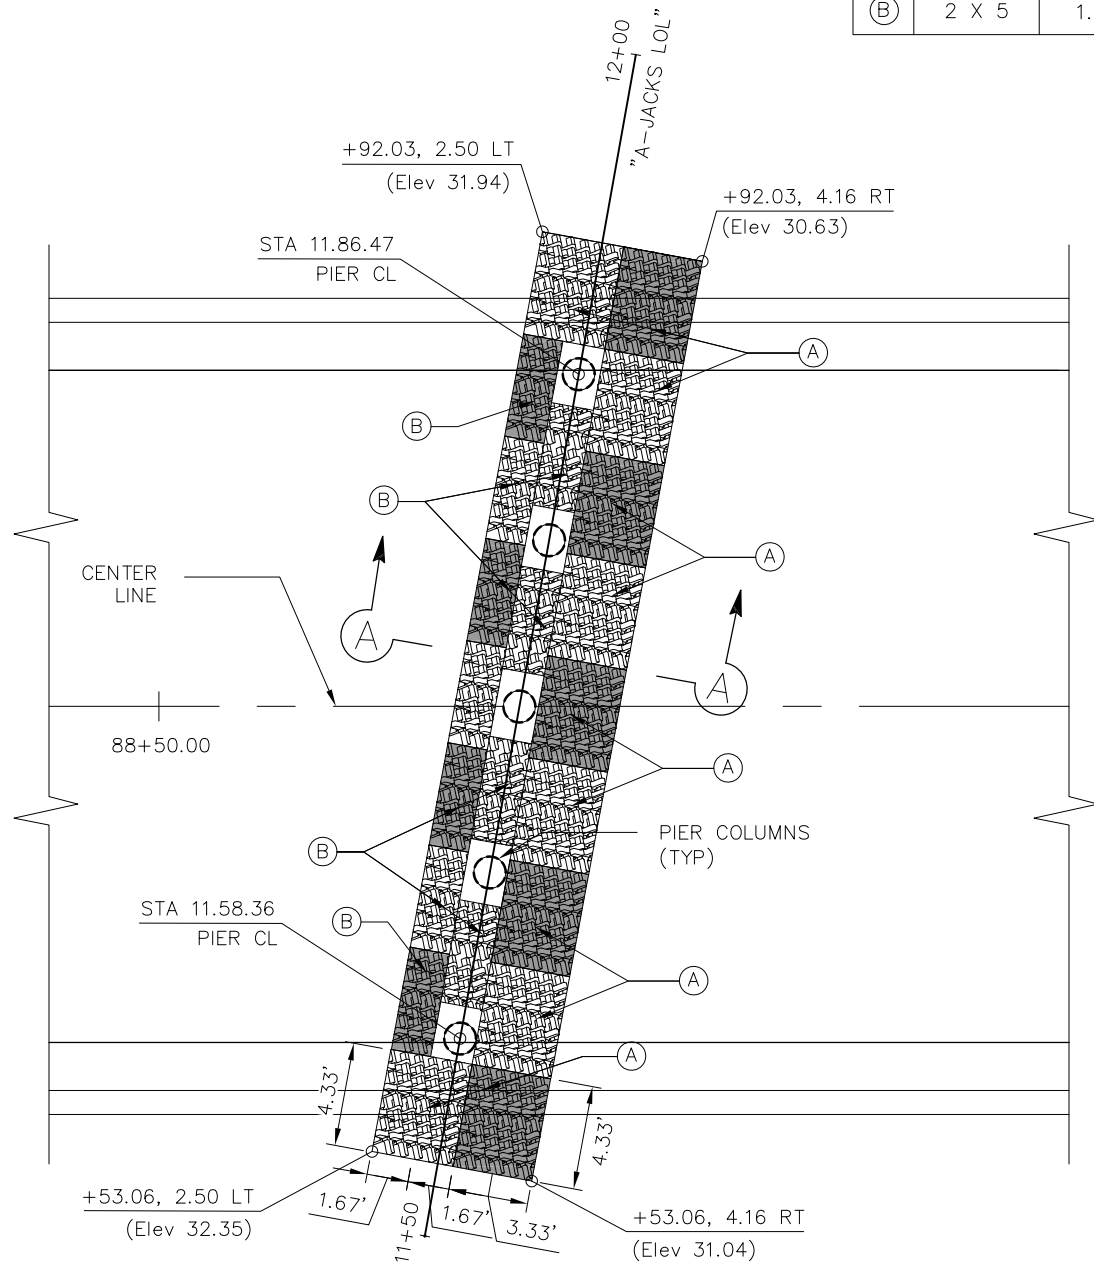 B 2 X 5 1.
12+00
"A-JACKS LOL"
+92.03, 2.50 LT
(Elev 31.94)
+92.03, 4.16 RT
(Elev 30.63)
STA 11.86.47
PIER CL
A
B
B
A
CENTER
LINE
A
A
88+50.00
A
PIER COLUMNS
(TYP)
B
STA 11.58.36
PIER CL
B
A
A
4.33'
4.33'
+53.06, 2.50 LT
(Elev 32.35)
1.67'
11+50
1.67'
3.33'
+53.06, 4.16 RT
(Elev 31.04)